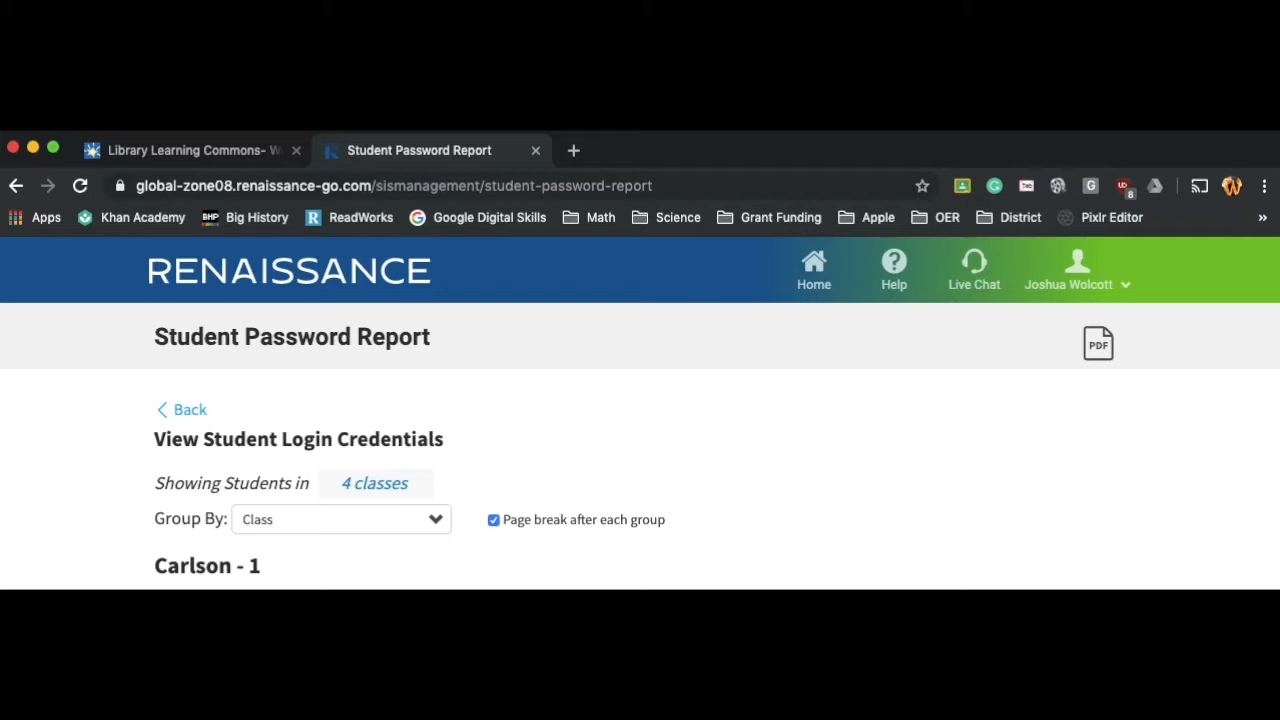 Library Learning Commons- W
Student Password Report
global-zone08.renaissance-go.com/sismanagement/student-password-report
8
Apps Khan Academy BHP Big History R ReadWorks Google Digital Skills Math Science Grant Funding Apple OER District Pixlr Editor »
RENAISSANCE
Home Help Live Chat Joshua Wolcott
Student Password Report
PDF
Back
View Student Login Credentials
Showing Students in 4 classes
Group By: Class Page break after each group
Carlson - 1